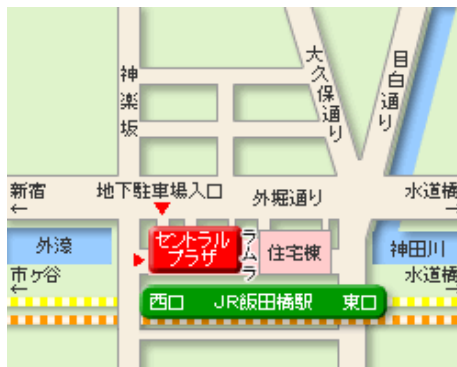 神楽坂
大久保通り
目白通り
新宿
←
地下駐車場入口
外堀通り
水道橋
→
外濠
セントラル
プラザ
ラムラ
住宅棟
神田川
市ヶ谷
←
水道橋
→
西口 JR飯田橋駅 東口